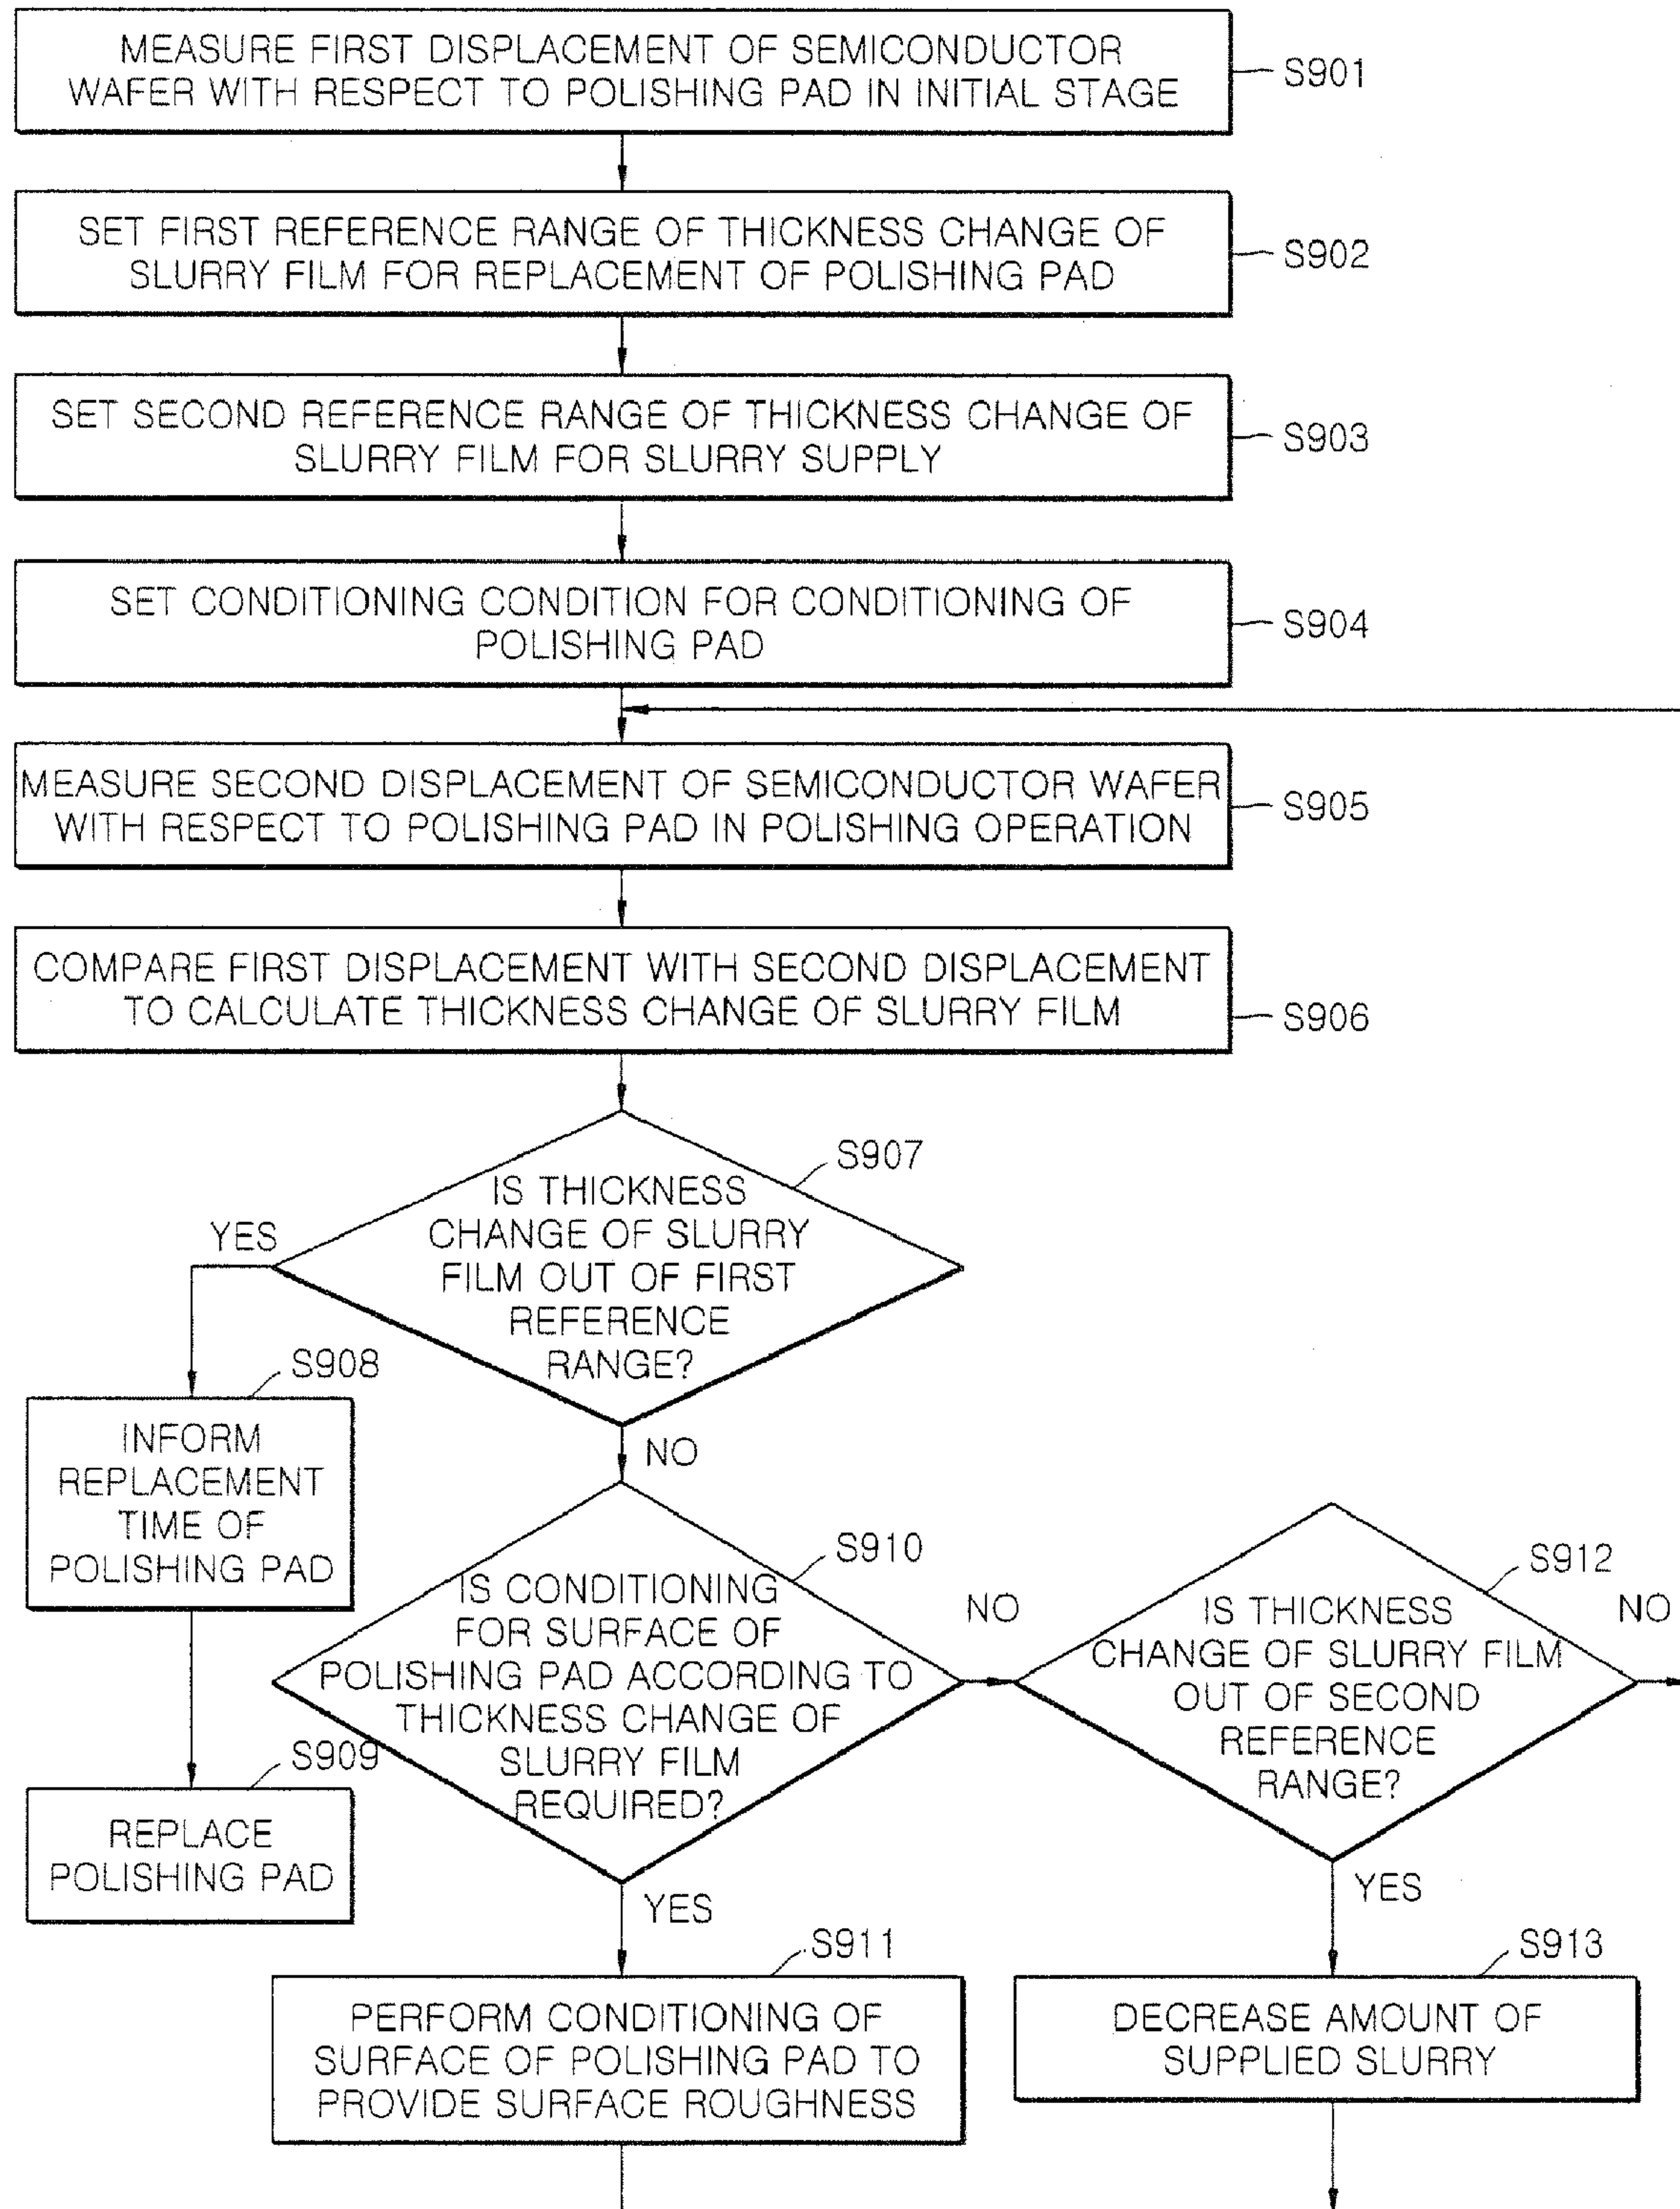 MEASURE FIRST DISPLACEMENT OF SEMICONDUCTOR
WAFER WITH RESPECT TO POLISHING PAD IN INITIAL STAGE
S901
SET FIRST REFERENCE RANGE OF THICKNESS CHANGE OF
SLURRY FILM FOR REPLACEMENT OF POLISHING PAD
S902
SET SECOND REFERENCE RANGE OF THICKNESS CHANGE OF
SLURRY FILM FOR SLURRY SUPPLY
S903
SET CONDITIONING CONDITION FOR CONDITIONING OF
POLISHING PAD
S904
MEASURE SECOND DISPLACEMENT OF SEMICONDUCTOR WAFER
WITH RESPECT TO POLISHING PAD IN POLISHING OPERATION
S905
COMPARE FIRST DISPLACEMENT WITH SECOND DISPLACEMENT
TO CALCULATE THICKNESS CHANGE OF SLURRY FILM
S906
S907
IS THICKNESS
CHANGE OF SLURRY
FILM OUT OF FIRST
REFERENCE
RANGE?
YES
NO
S908
INFORM
REPLACEMENT
TIME OF
POLISHING PAD
S909
REPLACE
POLISHING PAD
S910
IS CONDITIONING
FOR SURFACE OF
POLISHING PAD ACCORDING TO
THICKNESS CHANGE OF
SLURRY FILM
REQUIRED?
NO
YES
S911
PERFORM CONDITIONING OF
SURFACE OF POLISHING PAD TO
PROVIDE SURFACE ROUGHNESS
S912
IS THICKNESS
CHANGE OF SLURRY FILM
OUT OF SECOND
REFERENCE
RANGE?
NO
YES
S913
DECREASE AMOUNT OF
SUPPLIED SLURRY